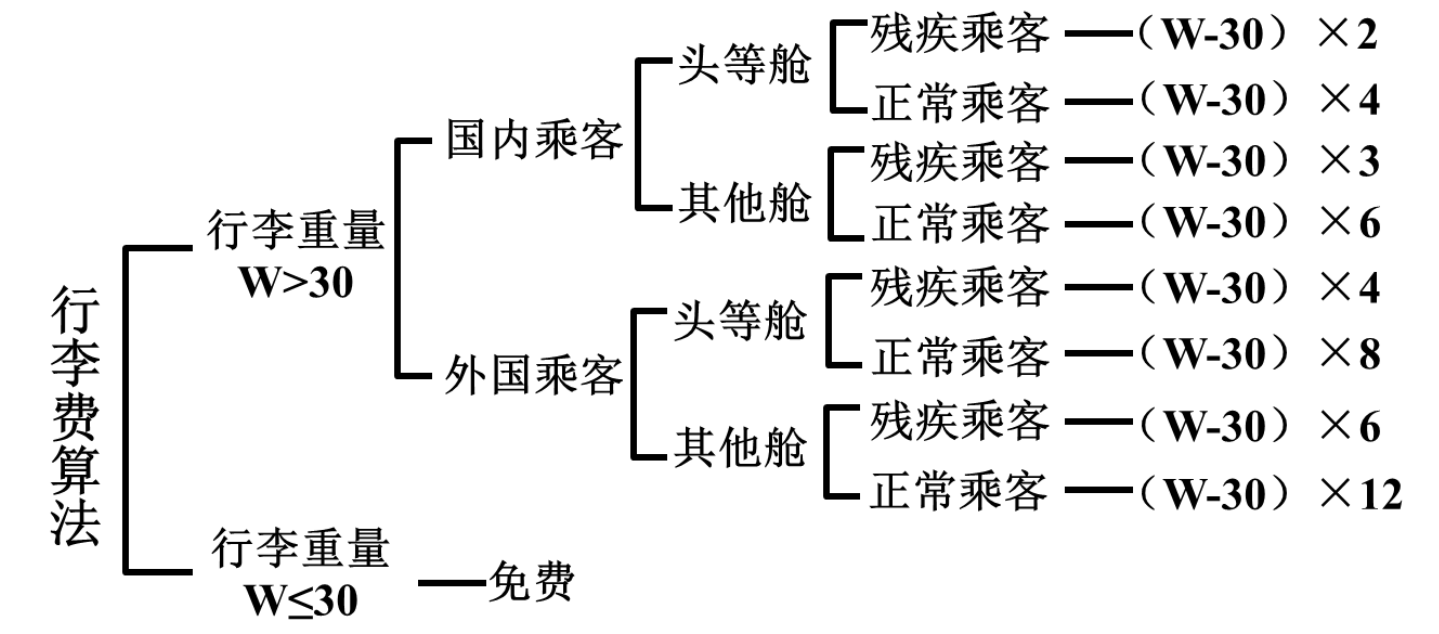 行李费算法
行李重量
W>30
国内乘客
头等舱
残疾乘客 （W-30）×2
正常乘客 （W-30）×4
其他舱
残疾乘客 （W-30）×3
正常乘客 （W-30）×6
外国乘客
头等舱
残疾乘客 （W-30）×4
正常乘客 （W-30）×8
其他舱
残疾乘客 （W-30）×6
正常乘客 （W-30）×12
行李重量
W≤30
免费